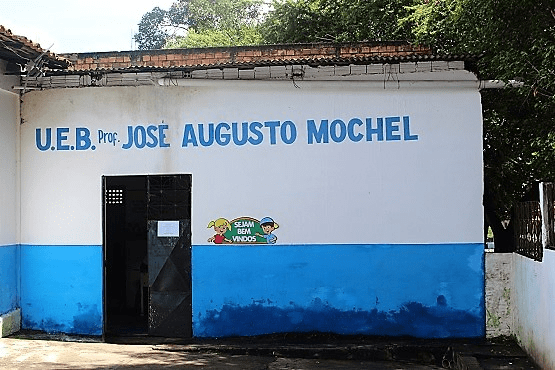 U.E.B. Prof. JOSÉ AUGUSTO MOCHEL
SEJAM
BEM
VINDOS